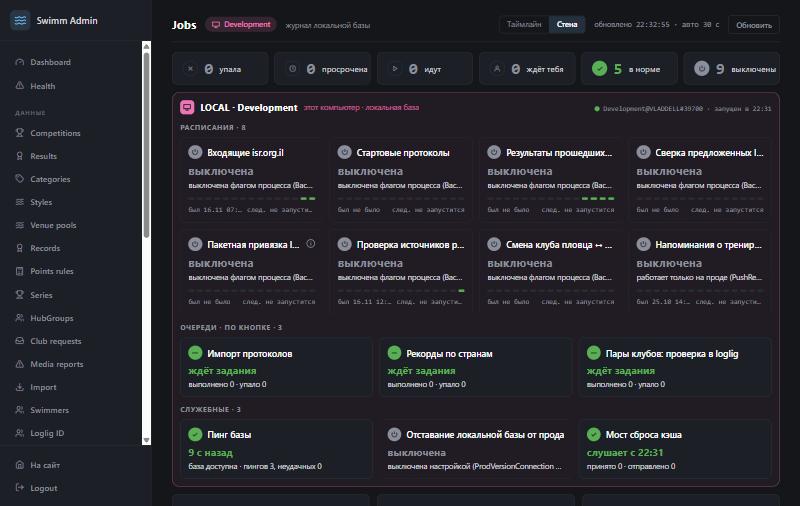 Swimm Admin
Dashboard
Health
ДАННЫЕ
Competitions
Results
Categories
Styles
Venue pools
Records
Points rules
Series
HubGroups
Club requests
Media reports
Import
Swimmers
Loglig ID
На сайт
Logout
Jobs
Development
журнал локальной базы
Таймлайн
Стена
обновлено 22:32:55 · авто 30 с
Обновить
0 упала
0 просрочена
0 идут
0 ждёт тебя
5 в норме
9 выключены
LOCAL · Development
этот компьютер · локальная база
Development@VLADDELL#39700 · запущен в 22:31
РАСПИСАНИЯ · 8
Входящие isr.org.il
выключена
выключена флагом процесса (Bac...
был 16.11 07:… след. не запусти…
Стартовые протоколы
выключена
выключена флагом процесса (Bac...
был не было след. не запустится
Результаты прошедших...
выключена
выключена флагом процесса (Bac...
был не было след. не запустится
Сверка предложенных I...
выключена
выключена флагом процесса (Bac...
был не было след. не запустится
Пакетная привязка I...
выключена
выключена флагом процесса (Bac...
был не было след. не запустится
Проверка источников р...
выключена
выключена флагом процесса (Bac...
был 16.11 12:… след. не запусти…
Смена клуба пловца ↔ ...
выключена
выключена флагом процесса (Bac...
был не было след. не запустится
Напоминания о тренир...
выключена
работает только на проде (PushRe...
был 25.10 14:… след. не запусти…
ОЧЕРЕДИ · ПО КНОПКЕ · 3
Импорт протоколов
ждёт задания
выполнено 0 · упало 0
Рекорды по странам
ждёт задания
выполнено 0 · упало 0
Пары клубов: проверка в loglig
ждёт задания
выполнено 0 · упало 0
СЛУЖЕБНЫЕ · 3
Пинг базы
9 с назад
база доступна · пингов 3, неудачных 0
Отставание локальной базы от прода
выключена
выключена настройкой (ProdVersionConnection ...
Мост сброса кэша
слушает с 22:31
принято 0 · отправлено 0